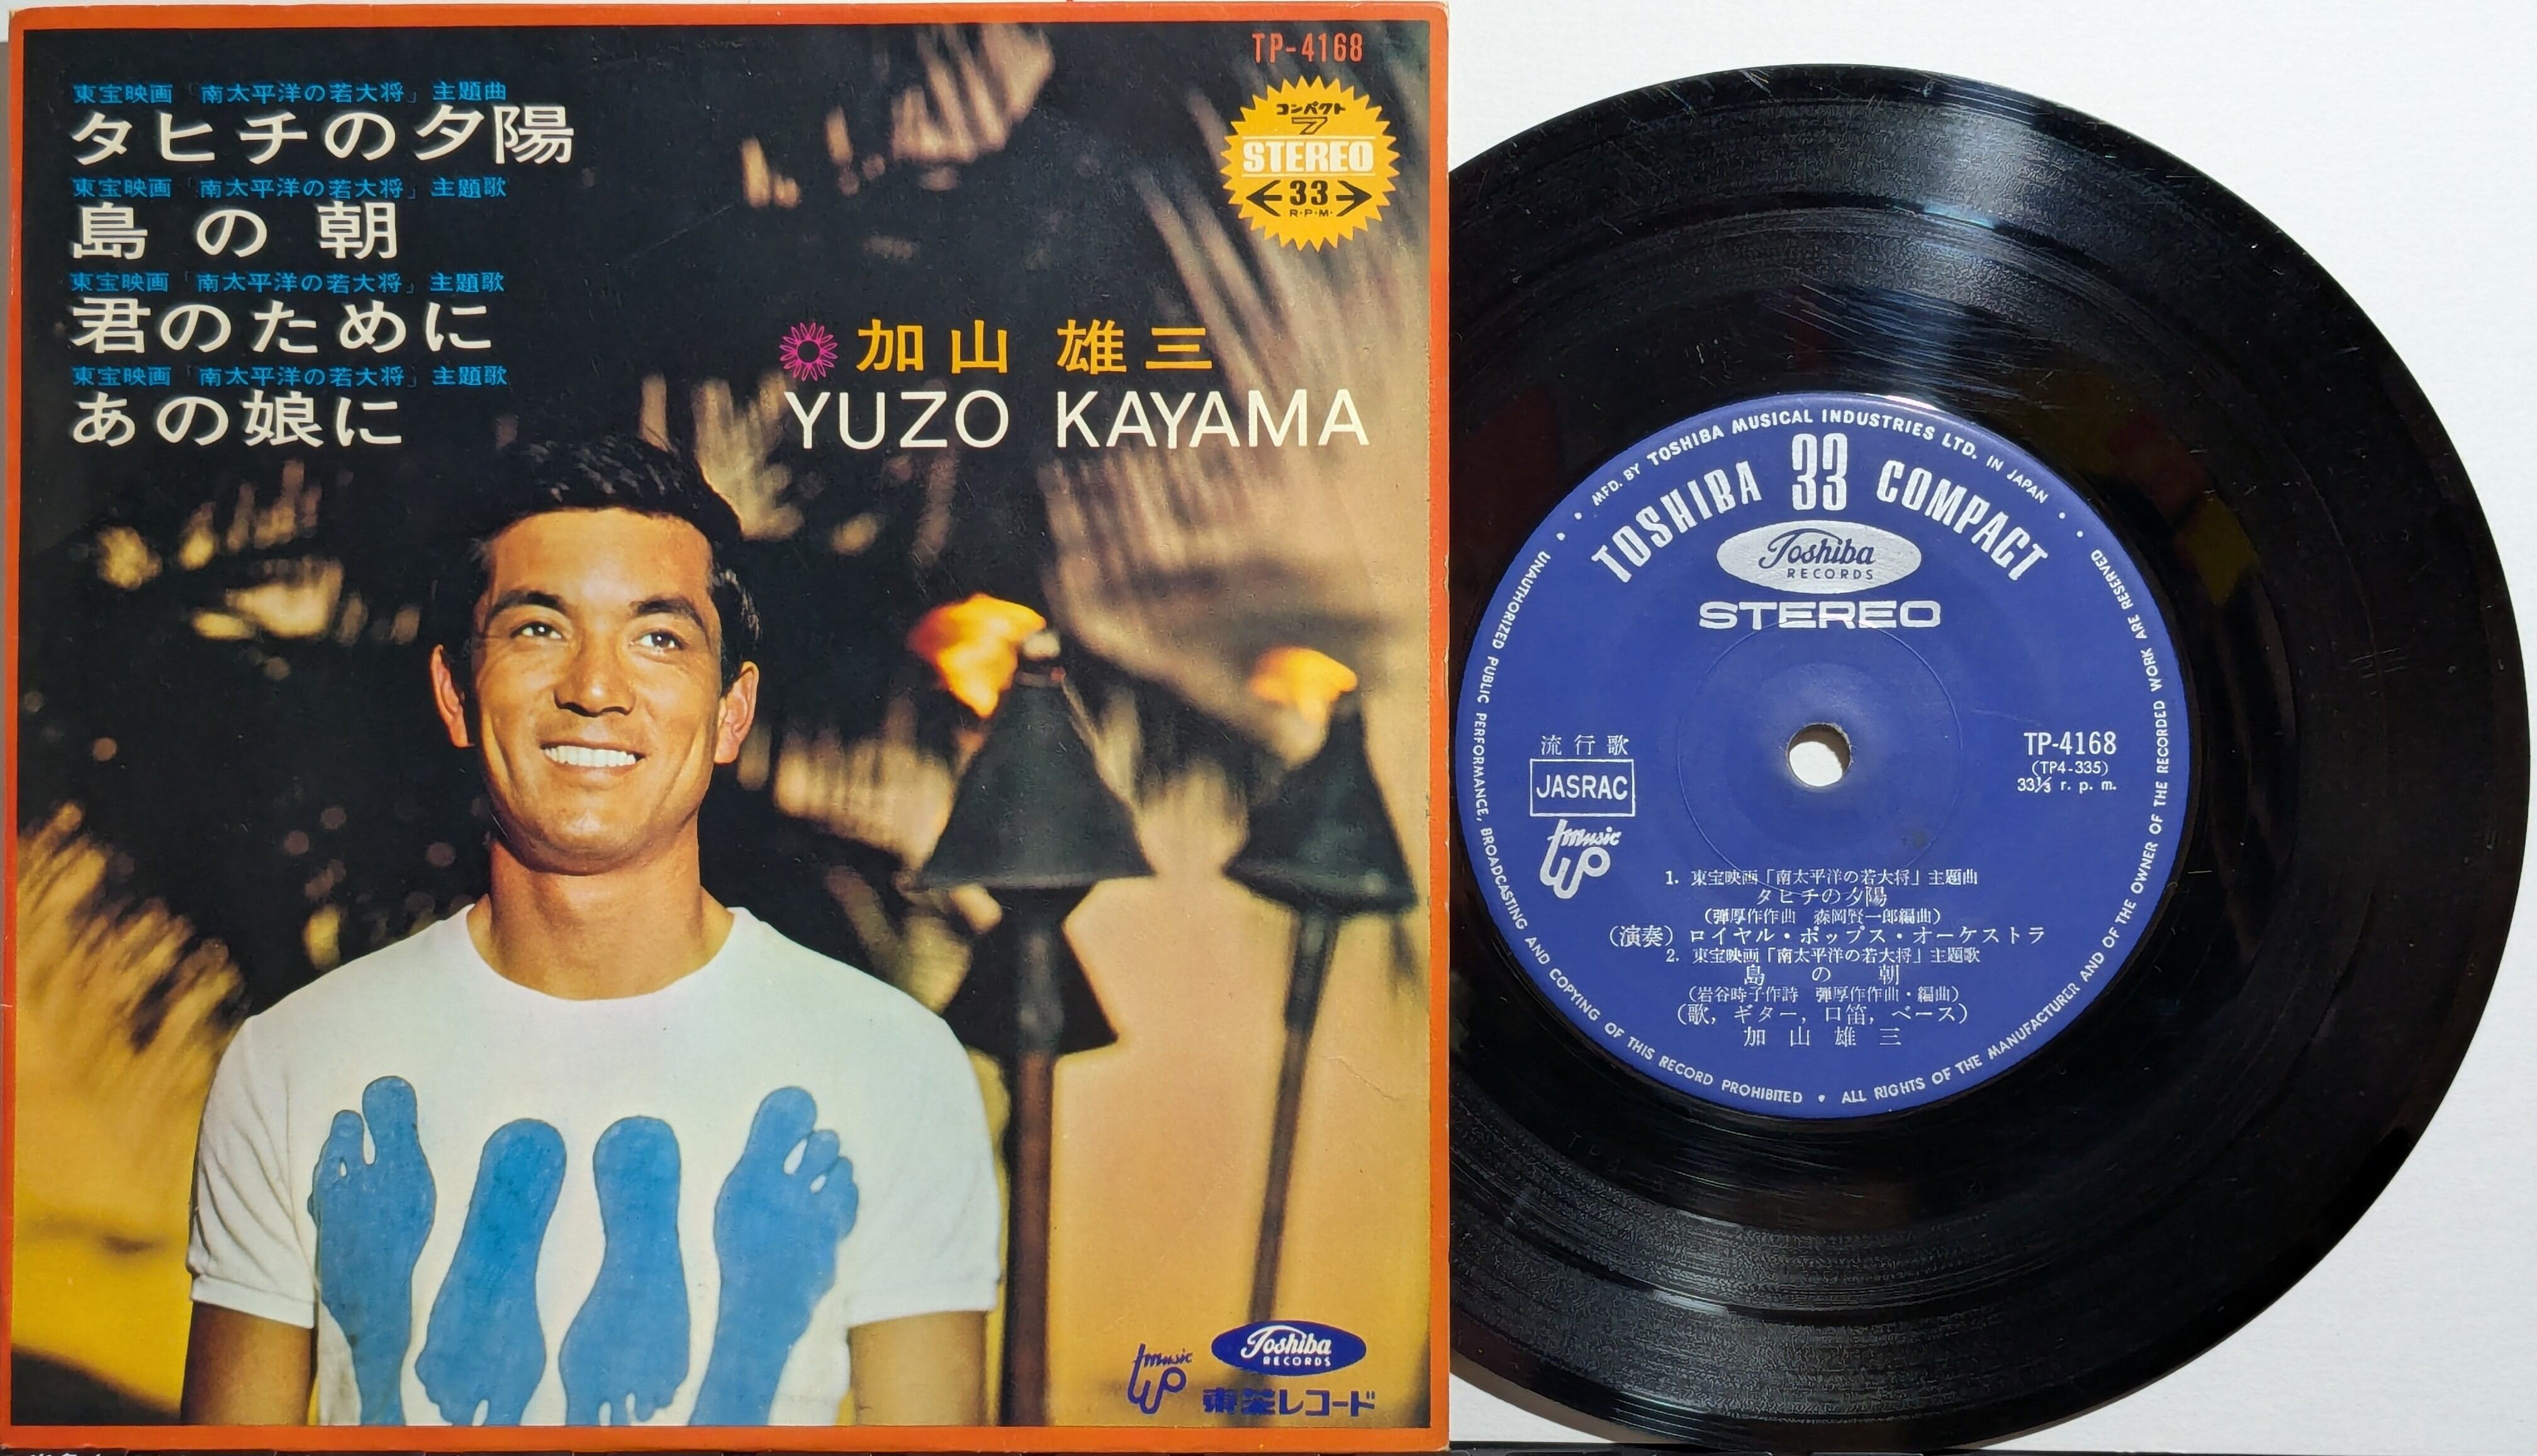 TP-4168
東宝映画「南太平洋の若大将」主題曲
タヒチの夕陽
東宝映画「南太平洋の若大将」主題歌
島の朝
東宝映画「南太平洋の若大将」主題歌
君のために
東宝映画「南太平洋の若大将」主題歌
あの娘に
コンパクト
7
STEREO
33
R·P·M·
加山 雄三
YUZO KAYAMA
music
Toshiba
RECORDS
東芝レコード
MFD. BY TOSHIBA MUSICAL INDUSTRIES LTD. IN JAPAN
TOSHIBA 33 COMPACT
Toshiba
RECORDS
STEREO
流行歌
JASRAC
music
TP-4168
(TP4-335)
33⅓ r. p. m.
1. 東宝映画「南太平洋の若大将」主題曲
タヒチの夕陽
(弾厚作作曲 森岡賢一郎編曲)
(演奏) ロイヤル・ポップス・オーケストラ
2. 東宝映画「南太平洋の若大将」主題歌
島の朝
(岩谷時子作詩 弾厚作作曲・編曲)
(歌, ギター, 口笛, ベース)
加山雄三
UNAUTHORIZED PUBLIC PERFORMANCE, BROADCASTING AND COPYING OF THIS RECORD PROHIBITED • ALL RIGHTS OF THE MANUFACTURER AND OF THE OWNER OF THE RECORDED WORK ARE RESERVED